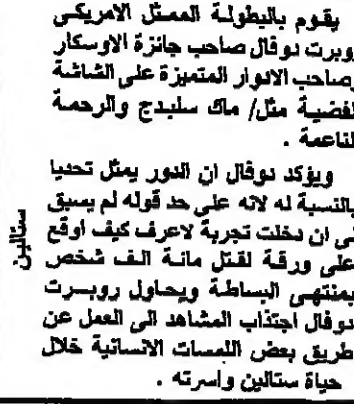 يقوم بالبطولة الممثل الامريكى
روبرت دوفال صاحب جائزة الاوسكار
وصاحب الادوار المتميزة على الشاشة
الفضية مثل/ ماك سليدج والرحمة
الناعمة .
ويؤكد دوفال ان الدور يمثل تحديا
بالنسبة له لانه على حد قوله لم يسبق
لى ان دخلت تجربة لاعرف كيف اوقع
على ورقة لقتل مائة الف شخص
بمنتهى البساطة ويحاول روبرت
دوفال اجتذاب المشاهد الى العمل عن
طريق بعض اللمسات الانسانية خلال
حياة ستالين واسرته .
ستالين